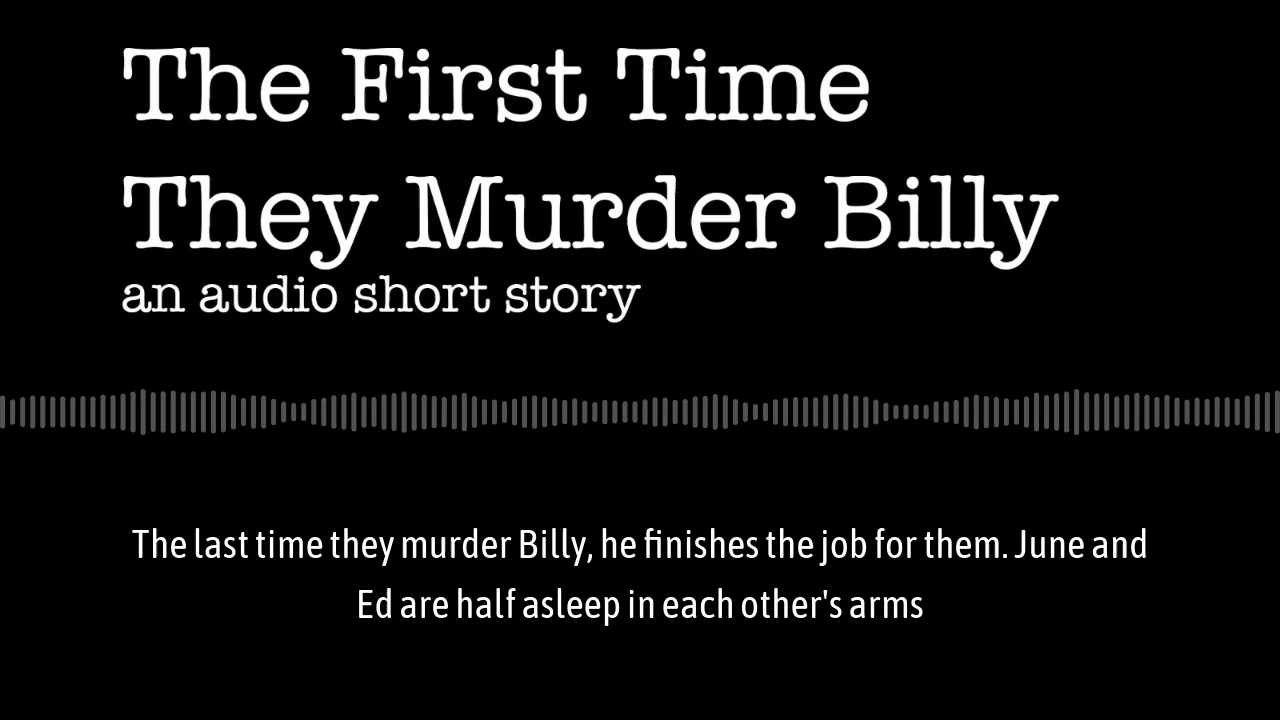 The First Time
They Murder Billy
an audio short story
The last time they murder Billy, he finishes the job for them. June and
Ed are half asleep in each other's arms